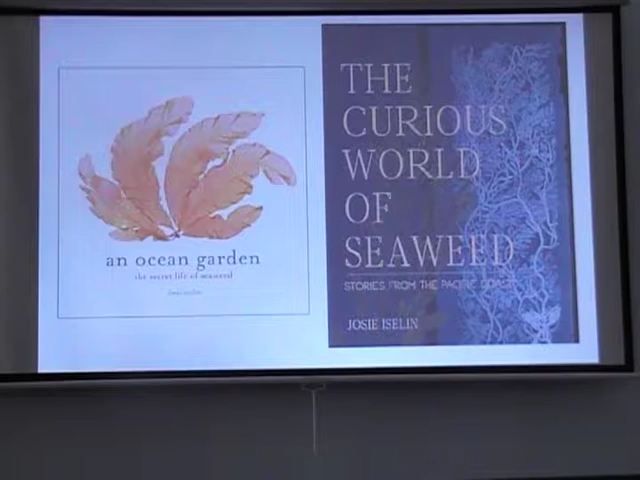 an ocean garden
the secret life of seaweed
THE
CURIOUS
WORLD
OF
SEAWEED
STORIES FROM THE PACIFIC COAST
JOSIE ISELIN